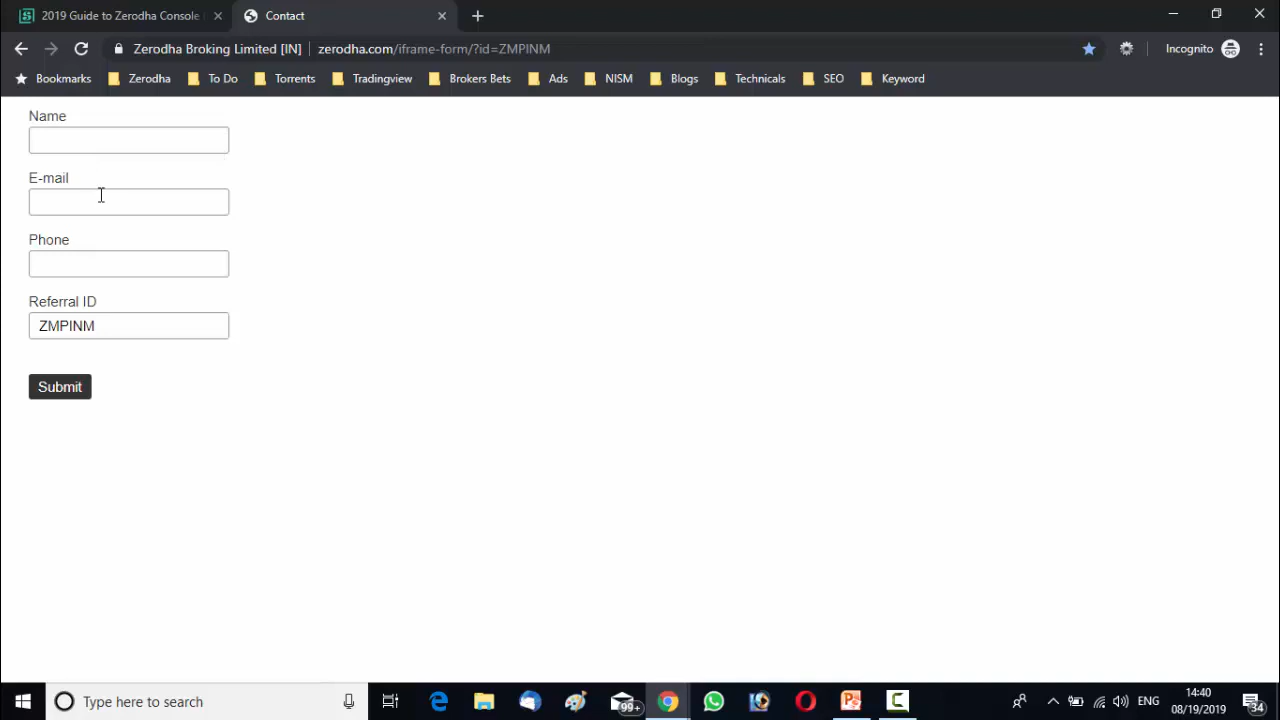 2019 Guide to Zerodha Console
Contact
Zerodha Broking Limited [IN] zerodha.com/iframe-form/?id=ZMPINM
Incognito
Bookmarks Zerodha To Do Torrents Tradingview Brokers Bets Ads NISM Blogs Technicals SEO Keyword
Name
E-mail
Phone
Referral ID
ZMPINM
Submit
Type here to search
99+
ENG
14:40
08/19/2019
34